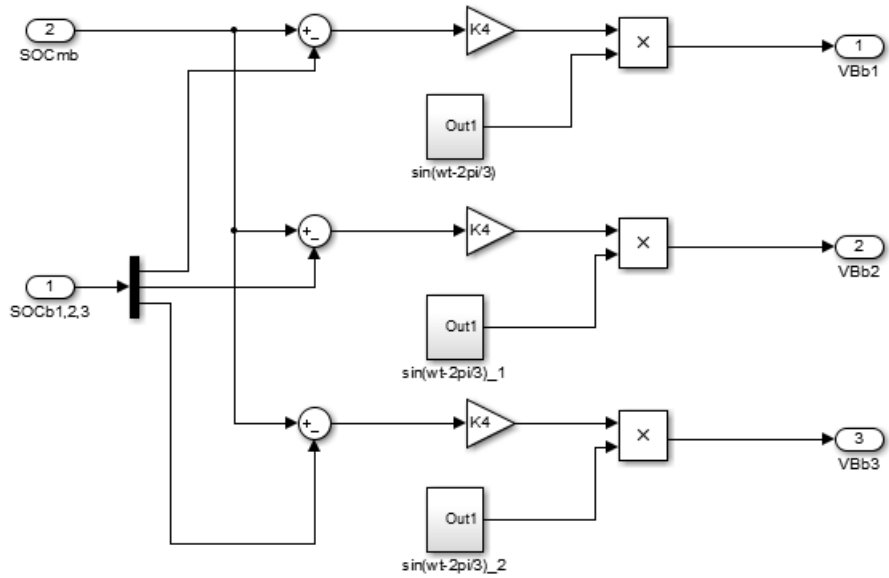 2
SOCmb
+
_
K4
×
1
VBb1
Out1
sin(wt-2pi/3)
+
_
K4
×
2
VBb2
1
SOCb1,2,3
Out1
sin(wt-2pi/3)_1
+
_
K4
×
3
VBb3
Out1
sin(wt-2pi/3)_2